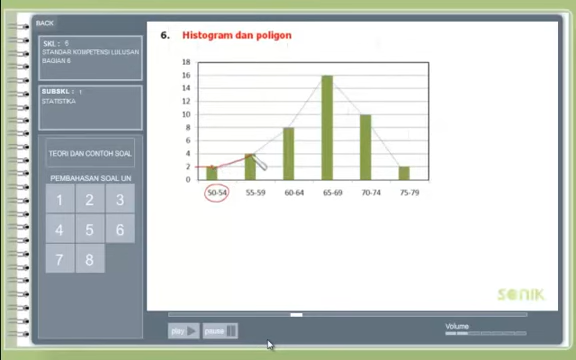 BACK
SKL : 6
STANDAR KOMPETENSI LULUSAN
BAGIAN 6
SUBSKL : 1
STATISTIKA
TEORI DAN CONTOH SOAL
PEMBAHASAN SOAL UN
1 2 3
4 5 6
7 8
6. Histogram dan poligon
18
16
14
12
10
8
6
4
2
0
50-54 55-59 60-64 65-69 70-74 75-79
SONIK
play pause
Volume